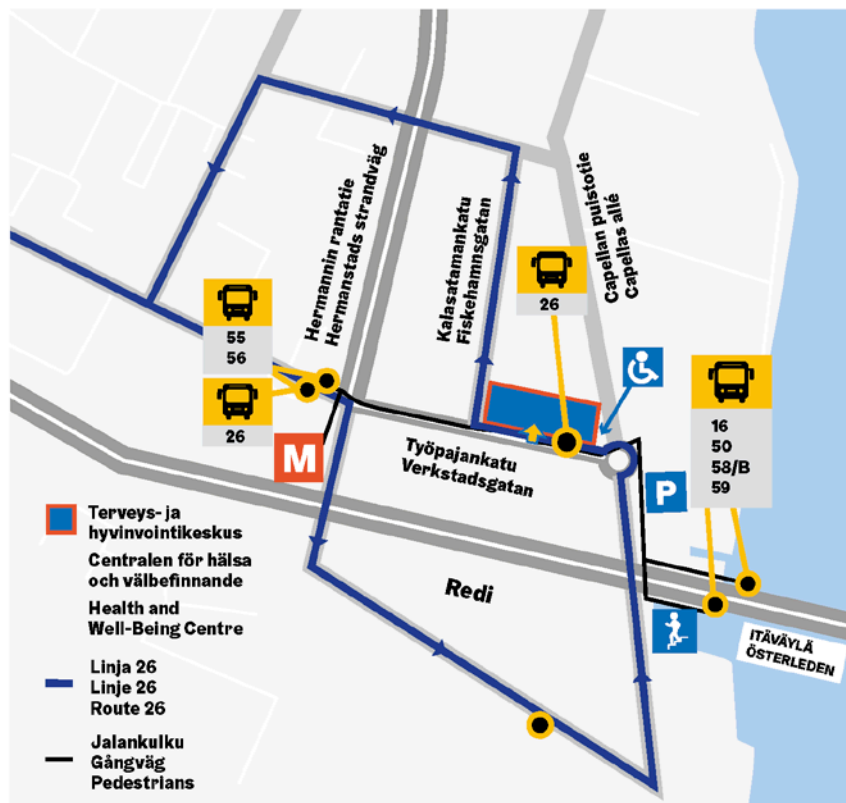 Hermannin rantatie
Hermanstads strandväg
Kalasatamankatu
Fiskehamnsgatan
Capellan puistotie
Capellas allé
26
55
56
26
16
50
58/B
59
M
Työpajankatu
Verkstadsgatan
P
Redi
ITÄVÄYLÄ
ÖSTERLEDEN
Terveys- ja
hyvinvointikeskus
Centralen för hälsa
och välbefinnande
Health and
Well-Being Centre
Linja 26
Linje 26
Route 26
Jalankulku
Gångväg
Pedestrians